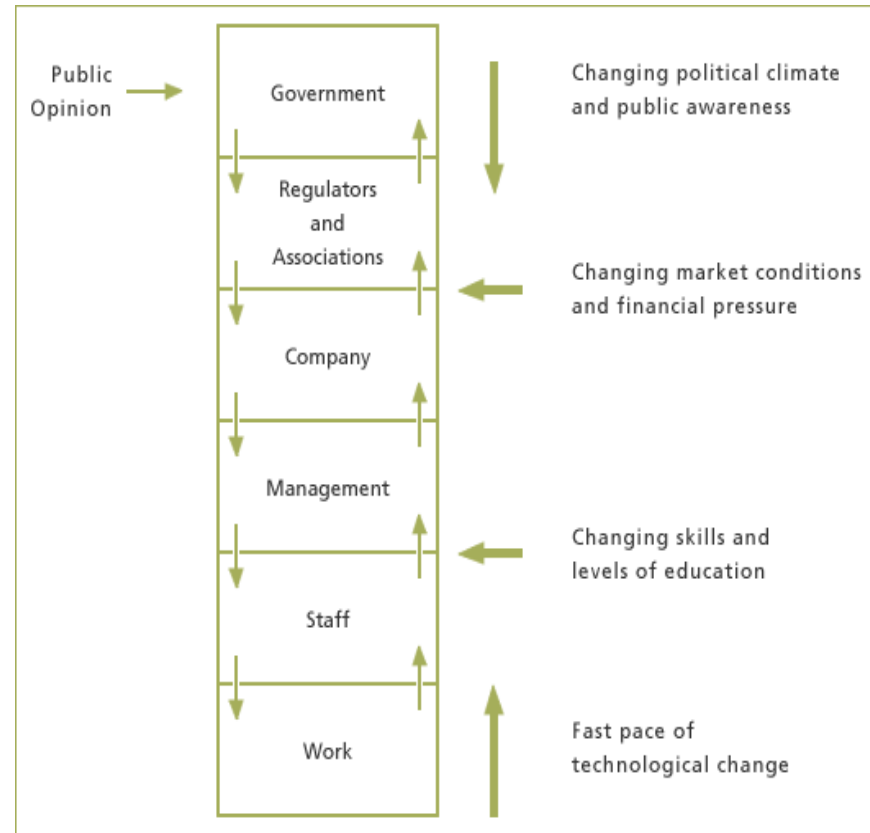 Public
Opinion
Government
Changing political climate
and public awareness
Regulators
and
Associations
Changing market conditions
and financial pressure
Company
Management
Changing skills and
levels of education
Staff
Work
Fast pace of
technological change